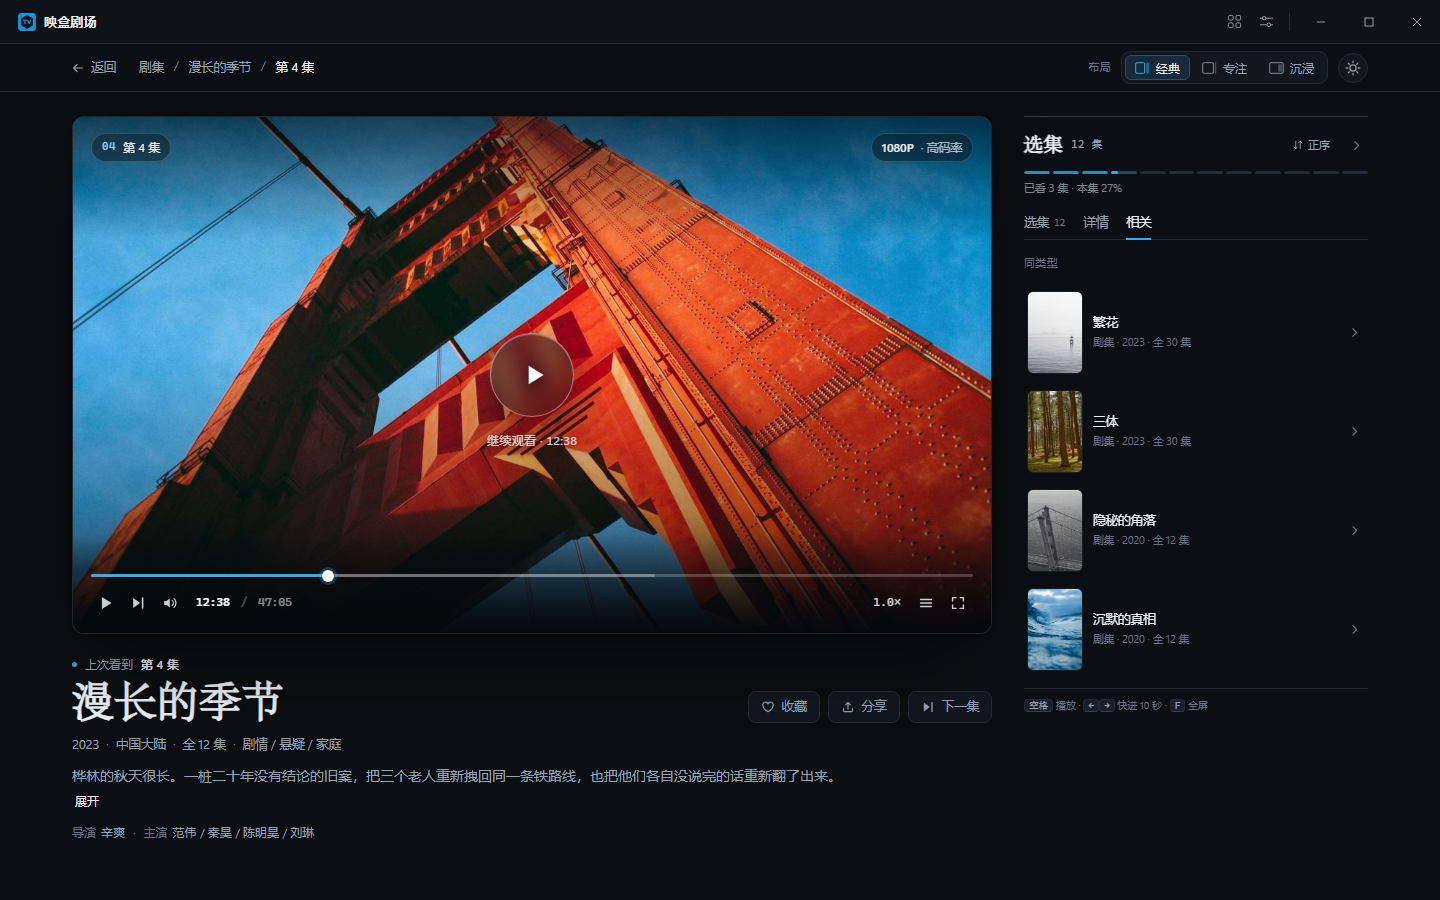 映盒剧场
返回 剧集 / 漫长的季节 / 第 4 集
布局 经典 专注 沉浸
04 第 4 集
1080P · 高码率
继续观看 · 12:38
12:38 / 47:05
1.0×
上次看到 第 4 集
漫长的季节
收藏 分享 下一集
2023 · 中国大陆 · 全 12 集 · 剧情 / 悬疑 / 家庭
桦林的秋天很长。一桩二十年没有结论的旧案，把三个老人重新拽回同一条铁路线，也把他们各自没说完的话重新翻了出来。
展开
导演 辛爽 · 主演 范伟 / 秦昊 / 陈明昊 / 刘琳
选集 12 集 正序
已看 3 集 · 本集 27%
选集 12 详情 相关
同类型
繁花
剧集 · 2023 · 全 30 集
三体
剧集 · 2023 · 全 30 集
隐秘的角落
剧集 · 2020 · 全 12 集
沉默的真相
剧集 · 2020 · 全 12 集
空格 播放 · ← → 快进 10 秒 · F 全屏